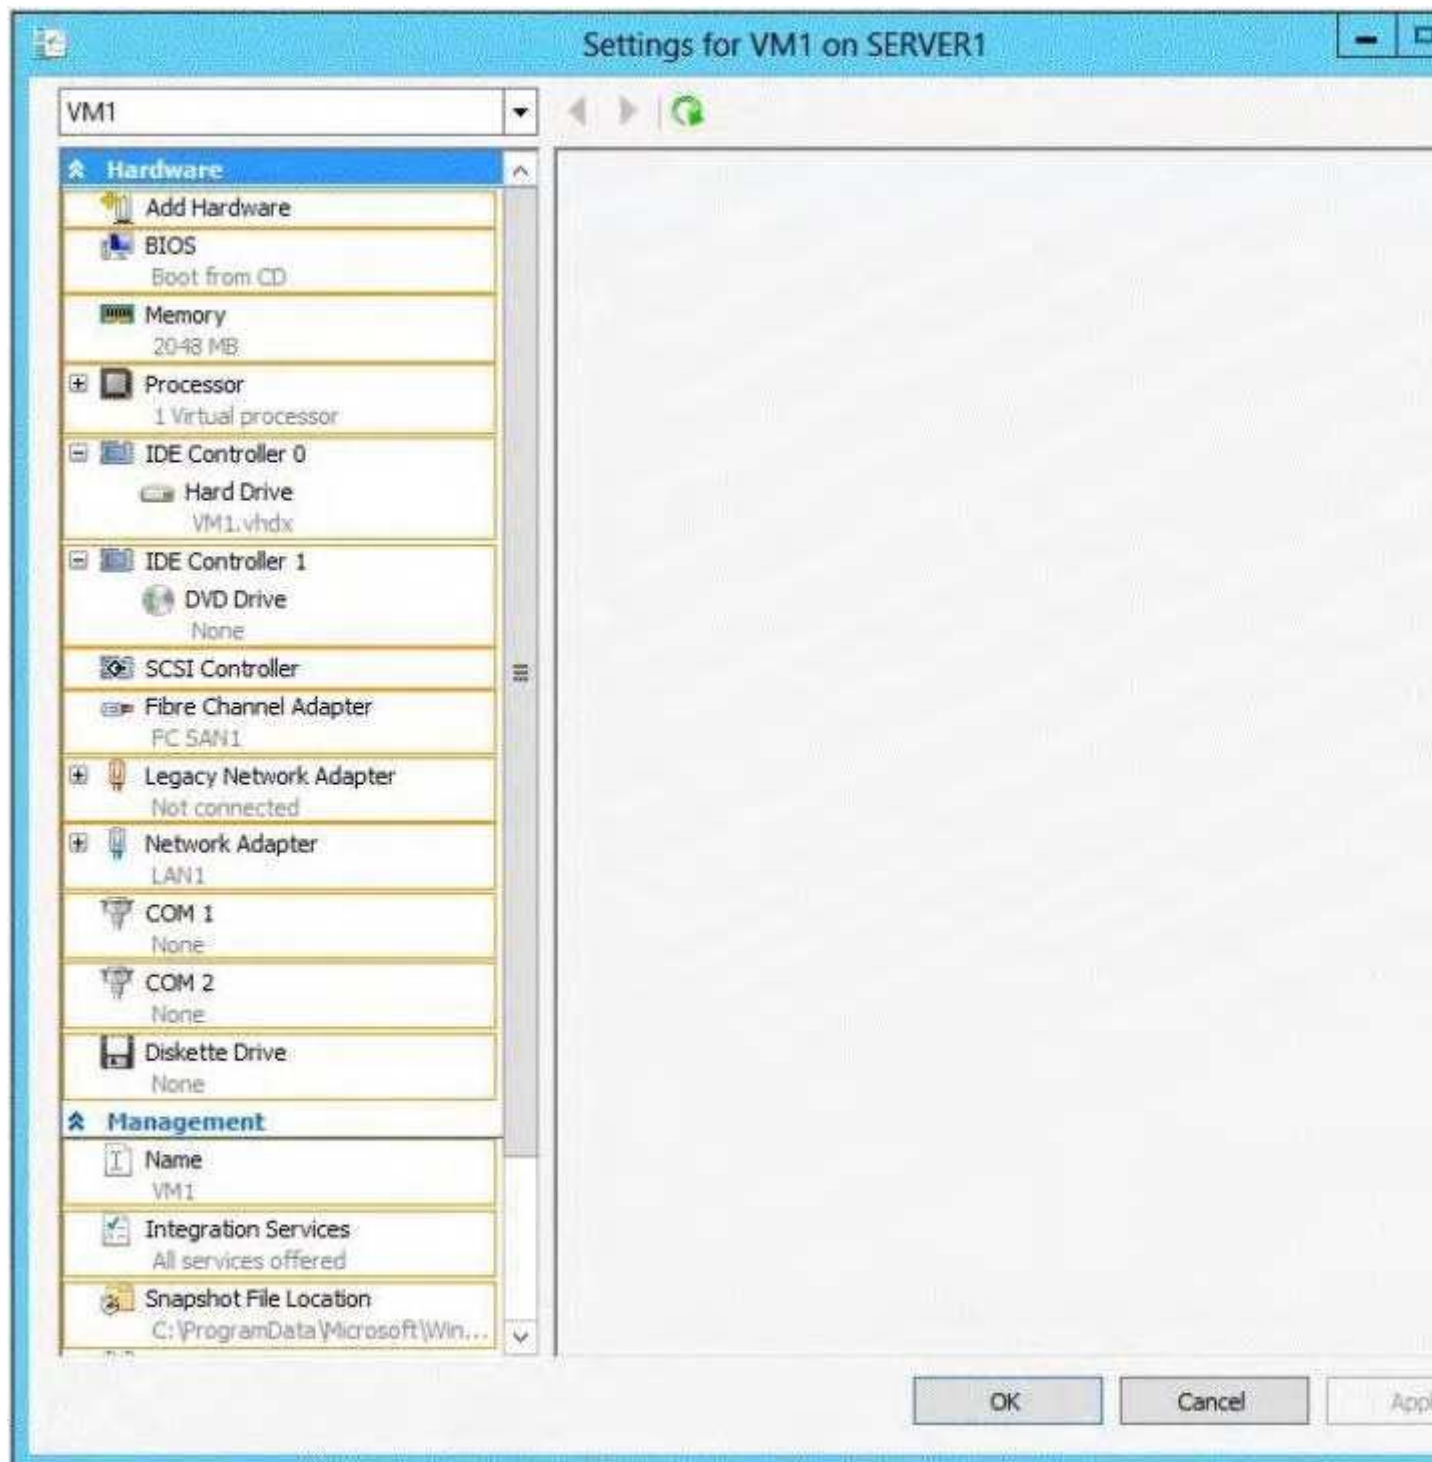 Settings for VM1 on SERVER1
VM1
Hardware
Add Hardware
BIOS
Boot from CD
Memory
2048 MB
Processor
1 Virtual processor
IDE Controller 0
Hard Drive
VM1.vhdx
IDE Controller 1
DVD Drive
None
SCSI Controller
Fibre Channel Adapter
FC SAN1
Legacy Network Adapter
Not connected
Network Adapter
LAN1
COM 1
None
COM 2
None
Diskette Drive
None
Management
Name
VM1
Integration Services
All services offered
Snapshot File Location
C:\ProgramData\Microsoft\Win...
OK Cancel Appl